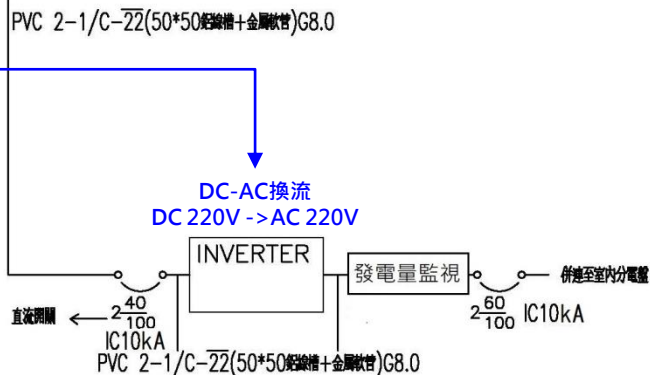 PVC 2-1/C-22(50*50鋁線槽+金屬軟管)G8.0
DC-AC換流
DC 220V ->AC 220V
INVERTER
發電量監視
併連至室內分電盤
直流開關
2 40/100
IC10kA
2 60/100 IC10kA
PVC 2-1/C-22(50*50鋁線槽+金屬軟管)G8.0